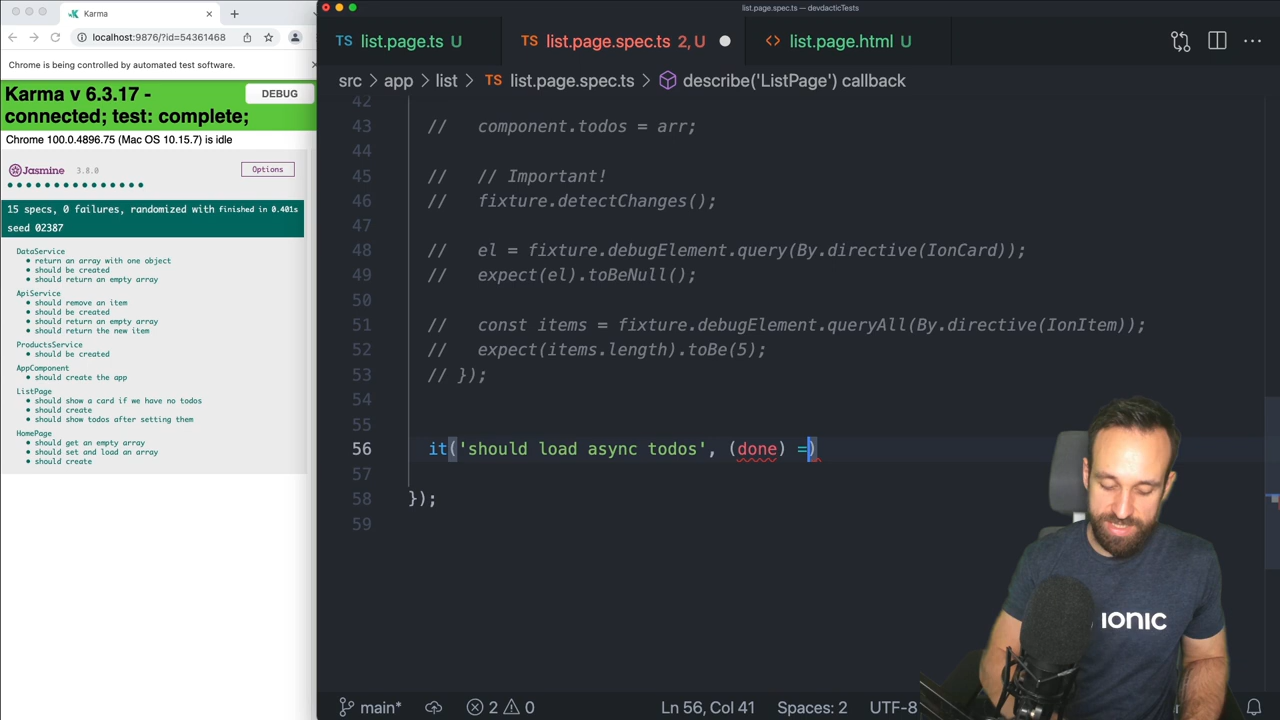 Karma
localhost:9876/?id=54361468
Chrome is being controlled by automated test software.
Karma v 6.3.17 -
connected; test: complete;
DEBUG
Chrome 100.0.4896.75 (Mac OS 10.15.7) is idle
Jasmine 3.8.0
Options
15 specs, 0 failures, randomized with finished in 0.401s
seed 02387
DataService
• return an array with one object
• should be created
• should return an empty array
ApiService
• should remove an item
• should be created
• should return an empty array
• should return the new item
ProductsService
• should be created
AppComponent
• should create the app
ListPage
• should show a card if we have no todos
• should create
• should show todos after setting them
HomePage
• should get an empty array
• should set and load an array
• should create
list.page.spec.ts — devdacticTests
TS list.page.ts U
TS list.page.spec.ts 2, U
<> list.page.html U
src > app > list > TS list.page.spec.ts > describe('ListPage') callback
42
43 // component.todos = arr;
44
45 // // Important!
46 // fixture.detectChanges();
47
48 // el = fixture.debugElement.query(By.directive(IonCard));
49 // expect(el).toBeNull();
50
51 // const items = fixture.debugElement.queryAll(By.directive(IonItem));
52 // expect(items.length).toBe(5);
53 // });
54
55
56 it('should load async todos', (done) =)
57
58 });
59
IONIC
main* 2 0 Ln 56, Col 41 Spaces: 2 UTF-8